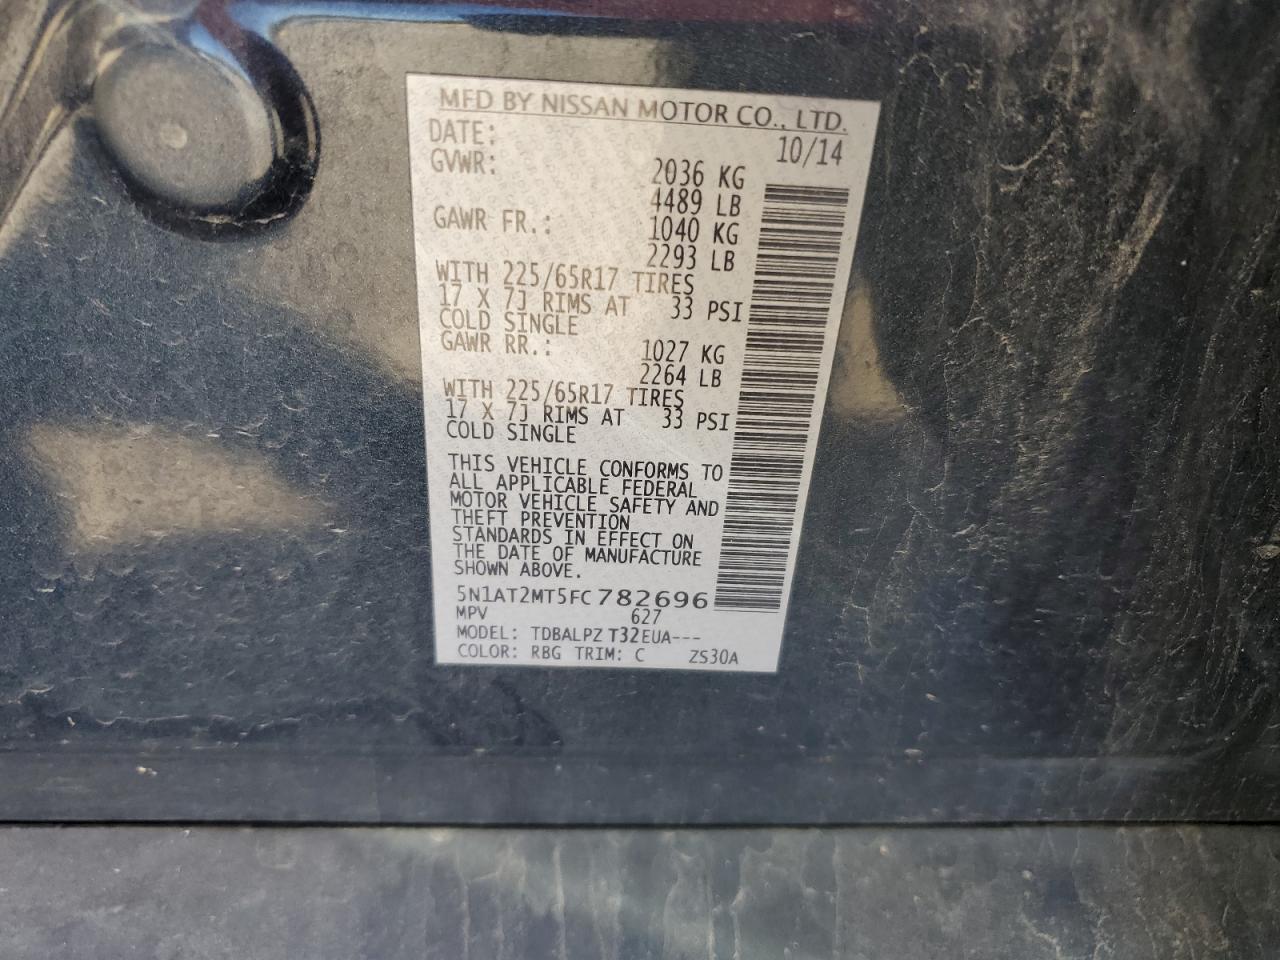 MFD BY NISSAN MOTOR CO., LTD.
DATE: 10/14
GVWR: 2036 KG
4489 LB
GAWR FR.: 1040 KG
2293 LB
WITH 225/65R17 TIRES
17 X 7J RIMS AT 33 PSI
COLD SINGLE
GAWR RR.: 1027 KG
2264 LB
WITH 225/65R17 TIRES
17 X 7J RIMS AT 33 PSI
COLD SINGLE
THIS VEHICLE CONFORMS TO
ALL APPLICABLE FEDERAL
MOTOR VEHICLE SAFETY AND
THEFT PREVENTION
STANDARDS IN EFFECT ON
THE DATE OF MANUFACTURE
SHOWN ABOVE.
5N1AT2MT5FC782696
MPV 627
MODEL: TDBALPZ T32EUA---
COLOR: RBG TRIM: C ZS30A